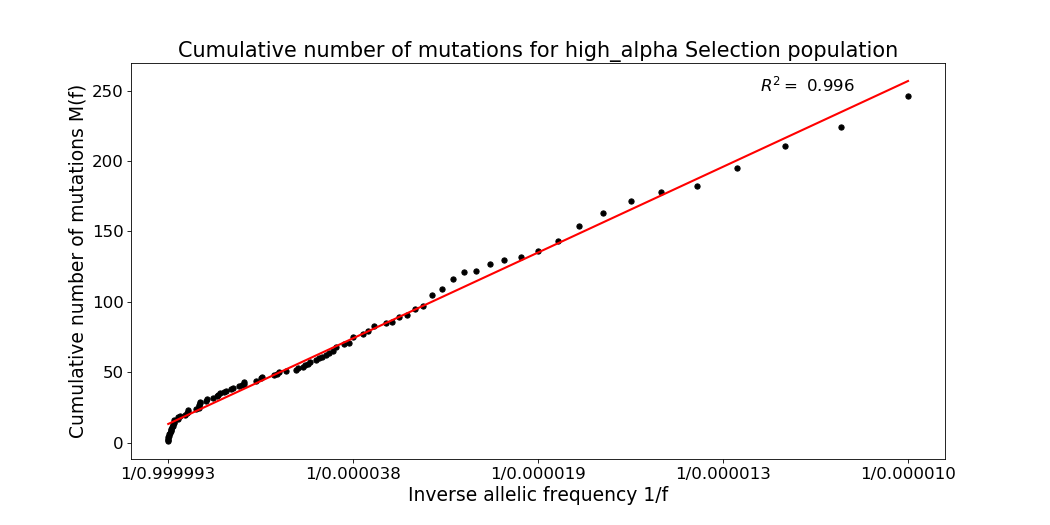 Cumulative number of mutations for high_alpha Selection population
R² = 0.996
Cumulative number of mutations M(f)
250
200
150
100
50
0
1/0.999993 1/0.000038 1/0.000019 1/0.000013 1/0.000010
Inverse allelic frequency 1/f